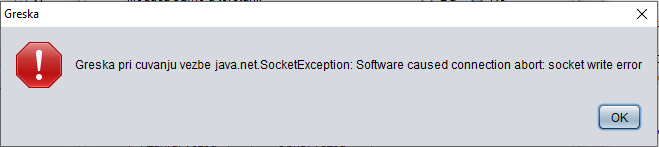 Greska
Greska pri cuvanju vezbe java.net.SocketException: Software caused connection abort: socket write error
OK